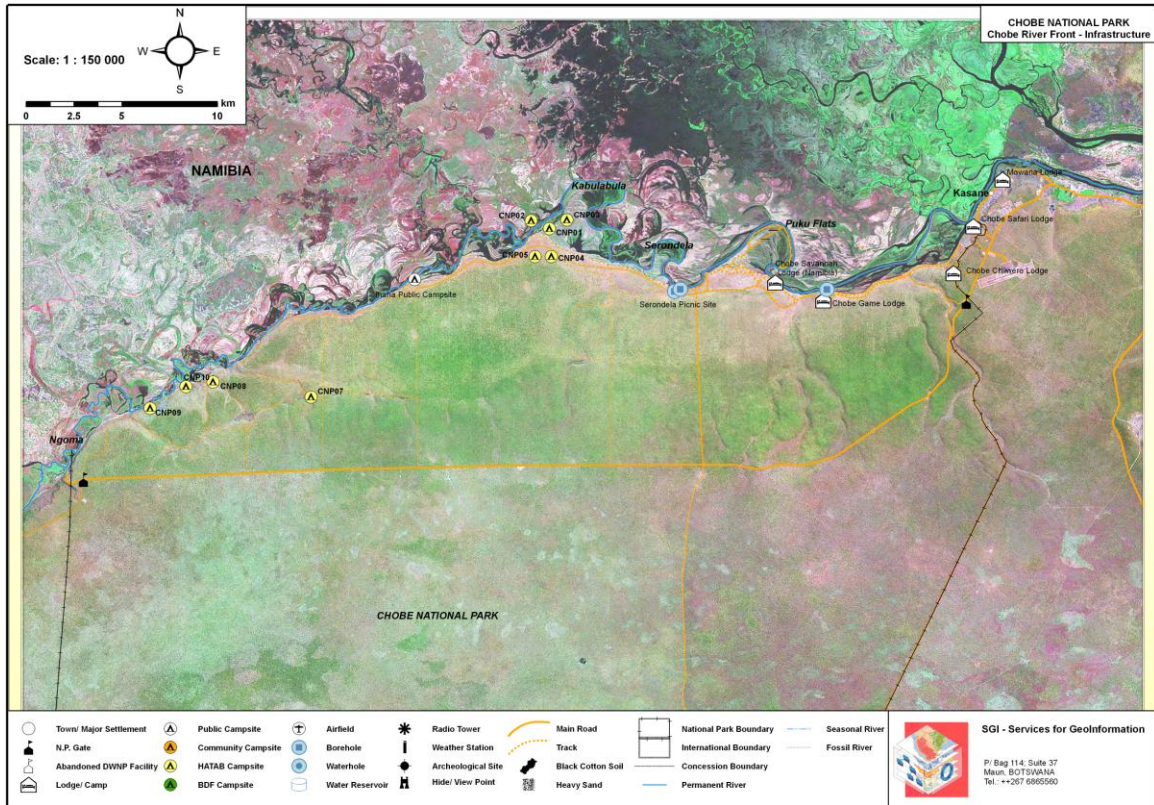 N
W
E
S
Scale: 1 : 150 000
km
0 2.5 5 10
CHOBE NATIONAL PARK
Chobe River Front - Infrastructure
NAMIBIA
Kabulabula
Mowana Lodge
Kasane
CNP02
CNP03
CNP01
Chobe Safari Lodge
Puku Flats
Serondela
CNP05
CNP04
Chobe Savannah
Lodge (Namibia)
Chobe Chilwere Lodge
Ihaha Public Campsite
Serondela Picnic Site
Chobe Game Lodge
CNP10
CNP08
CNP07
CNP09
Ngoma
CHOBE NATIONAL PARK
Town/ Major Settlement
N.P. Gate
Abandoned DWNP Facility
Lodge/ Camp
Public Campsite
Community Campsite
HATAB Campsite
BDF Campsite
Airfield
Borehole
Waterhole
Water Reservoir
Radio Tower
Weather Station
Archeological Site
Hide/ View Point
Main Road
Track
Black Cotton Soil
Heavy Sand
National Park Boundary
International Boundary
Concession Boundary
Permanent River
Seasonal River
Fossil River
SGI - Services for GeoInformation
P/ Bag 114; Suite 37
Maun, BOTSWANA
Tel.: ++267 6865560